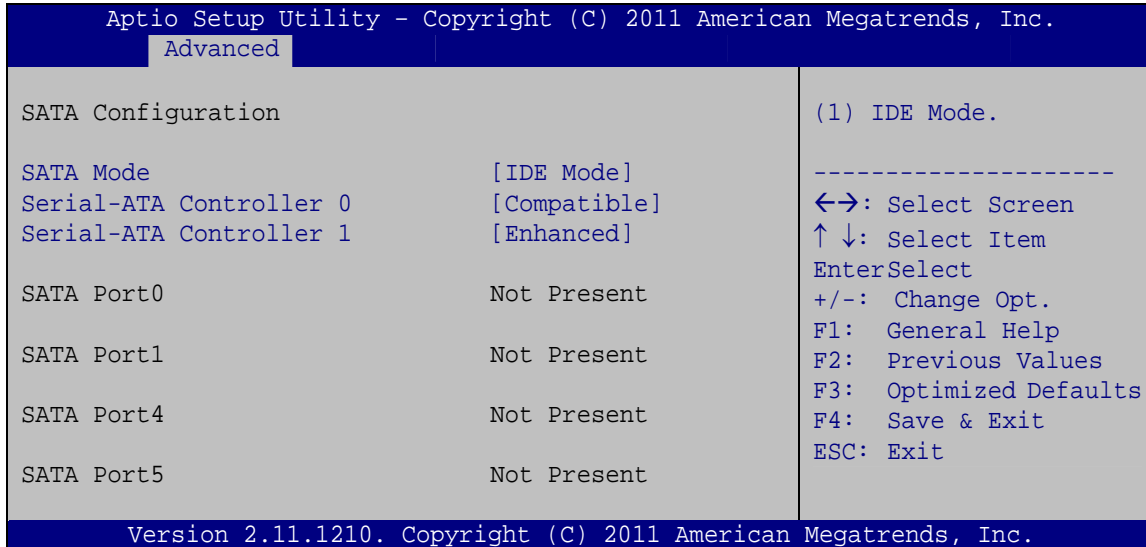 Aptio Setup Utility – Copyright (C) 2011 American Megatrends, Inc.
Advanced
SATA Configuration
SATA Mode [IDE Mode]
Serial-ATA Controller 0 [Compatible]
Serial-ATA Controller 1 [Enhanced]
SATA Port0 Not Present
SATA Port1 Not Present
SATA Port4 Not Present
SATA Port5 Not Present
(1) IDE Mode.
---------------------
←→: Select Screen
↑ ↓: Select Item
EnterSelect
+/-: Change Opt.
F1: General Help
F2: Previous Values
F3: Optimized Defaults
F4: Save & Exit
ESC: Exit
Version 2.11.1210. Copyright (C) 2011 American Megatrends, Inc.